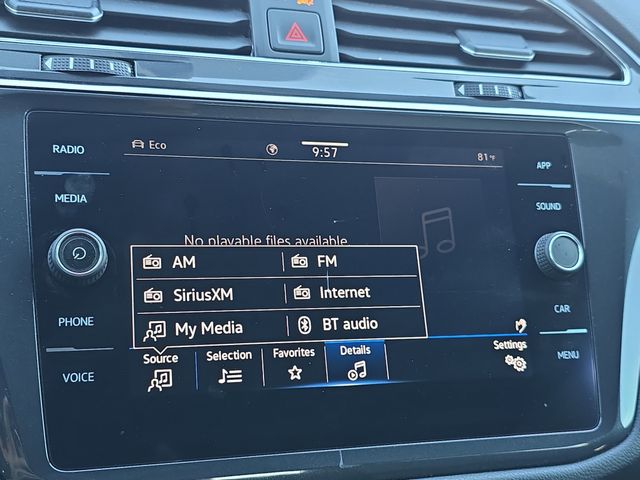 RADIO
MEDIA
PHONE
VOICE
Eco
9:57
81°F
No playable files available
AM
FM
SiriusXM
Internet
My Media
BT audio
Source
Selection
Favorites
Details
Settings
APP
SOUND
CAR
MENU